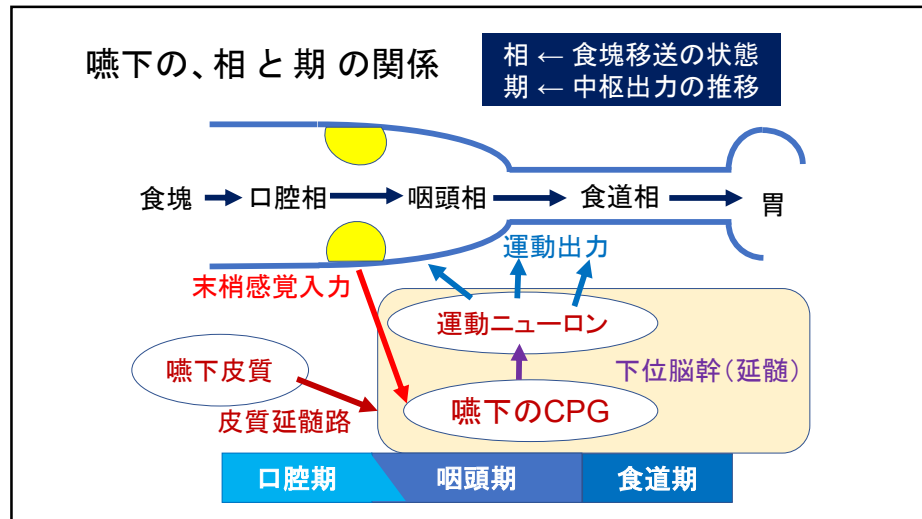 嚥下の、相 と 期 の関係
相 ← 食塊移送の状態
期 ← 中枢出力の推移
食塊
口腔相
咽頭相
食道相
胃
運動出力
末梢感覚入力
運動ニューロン
嚥下皮質
下位脳幹(延髄)
皮質延髄路
嚥下のCPG
口腔期
咽頭期
食道期